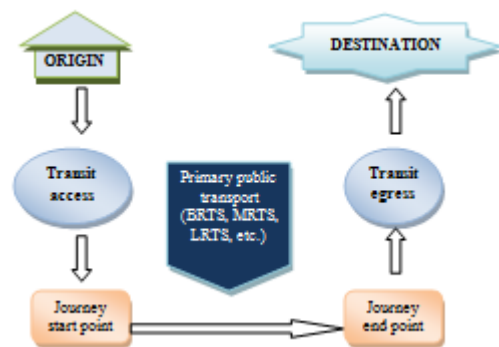 ORIGIN
DESTINATION
Transit
access
Primary public
transport
(BRTS, MRTS,
LRTS, etc.)
Transit
egress
Journey
start point
Journey
end point